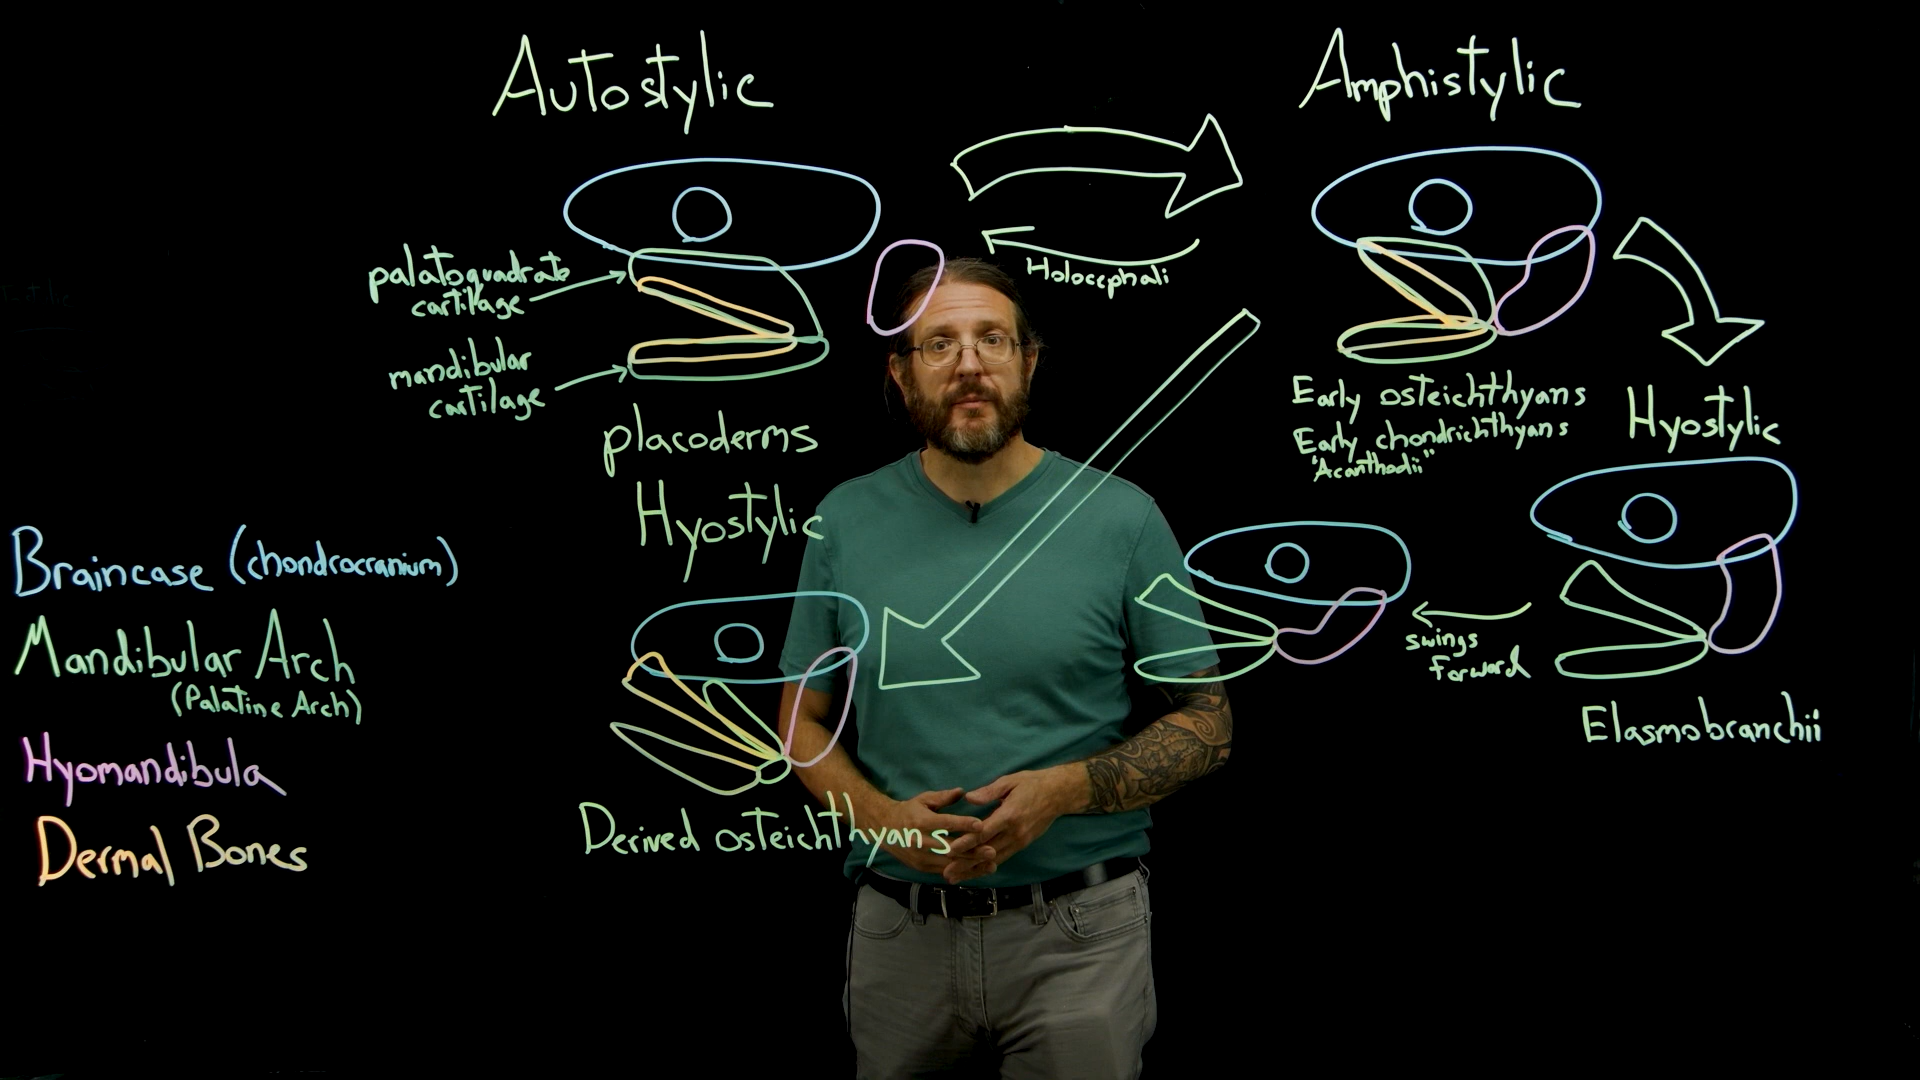 Autostylic
Amphistylic
palatoquadrate
cartilage
Holocephali
mandibular
cartilage
placoderms
Early osteichthyans
Early chondrichthyans
"Acanthodii"
Hyostylic
Hyostylic
Braincase (chondrocranium)
Mandibular Arch
(Palatine Arch)
Hyomandibula
Dermal Bones
swings
forward
Elasmobranchii
Derived osteichthyans